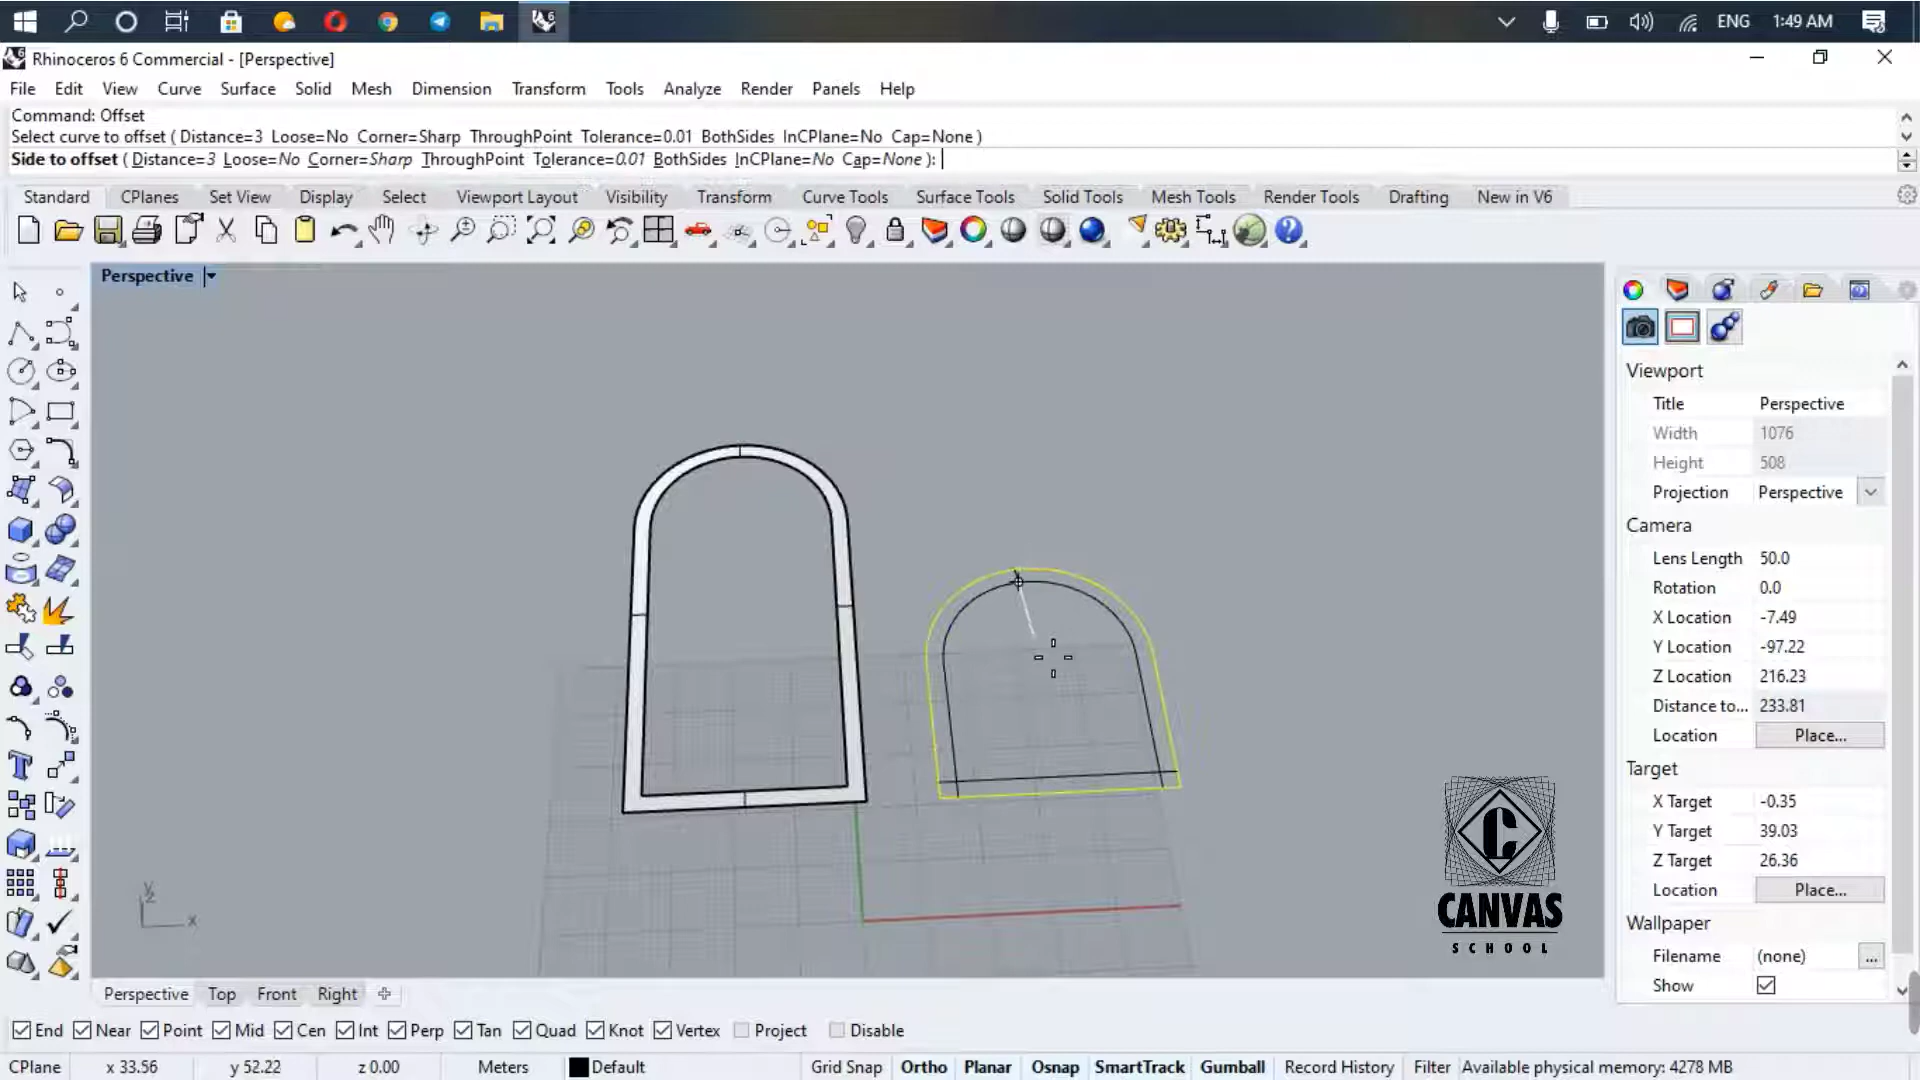 ENG 1:49 AM
Rhinoceros 6 Commercial - [Perspective]
File Edit View Curve Surface Solid Mesh Dimension Transform Tools Analyze Render Panels Help
Command: Offset
Select curve to offset ( Distance=3 Loose=No Corner=Sharp ThroughPoint Tolerance=0.01 BothSides InCPlane=No Cap=None )
Side to offset ( Distance=3 Loose=No Corner=Sharp ThroughPoint Tolerance=0.01 BothSides InCPlane=No Cap=None ):
Standard CPlanes Set View Display Select Viewport Layout Visibility Transform Curve Tools Surface Tools Solid Tools Mesh Tools Render Tools Drafting New in V6
Perspective
Viewport
Title Perspective
Width 1076
Height 508
Projection Perspective
Camera
Lens Length 50.0
Rotation 0.0
X Location -7.49
Y Location -97.22
Z Location 216.23
Distance to... 233.81
Location Place...
Target
X Target -0.35
Y Target 39.03
Z Target 26.36
Location Place...
Wallpaper
Filename (none) ...
Show
C
CANVAS
SCHOOL
y
z
x
Perspective Top Front Right
End Near Point Mid Cen Int Perp Tan Quad Knot Vertex Project Disable
CPlane x 33.56 y 52.22 z 0.00 Meters Default Grid Snap Ortho Planar Osnap SmartTrack Gumball Record History Filter Available physical memory: 4278 MB